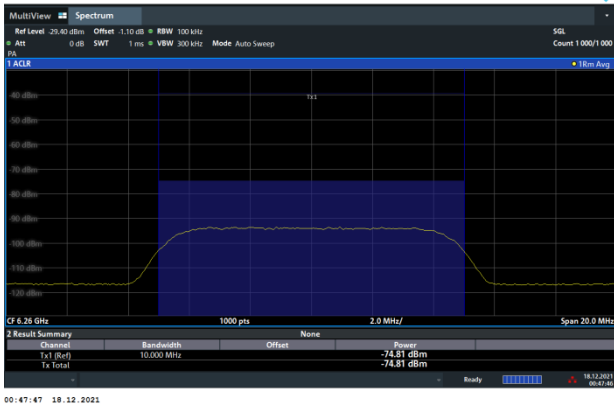 MultiView Spectrum
Ref Level -29.40 dBm Offset -1.10 dB RBW 100 kHz SGL
Att 0 dB SWT 1 ms VBW 300 kHz Mode Auto Sweep Count 1 000/1 000
PA
1 ACLR 1Rm Avg
-40 dBm
Tx1
-50 dBm
-60 dBm
-70 dBm
-80 dBm
-90 dBm
-100 dBm
-110 dBm
-120 dBm
CF 6.26 GHz 1000 pts 2.0 MHz/ Span 20.0 MHz
2 Result Summary None
Channel Bandwidth Offset Power
Tx1 (Ref) 10.000 MHz -74.81 dBm
Tx Total -74.81 dBm
Ready 18.12.2021
00:47:46
00:47:47 18.12.2021